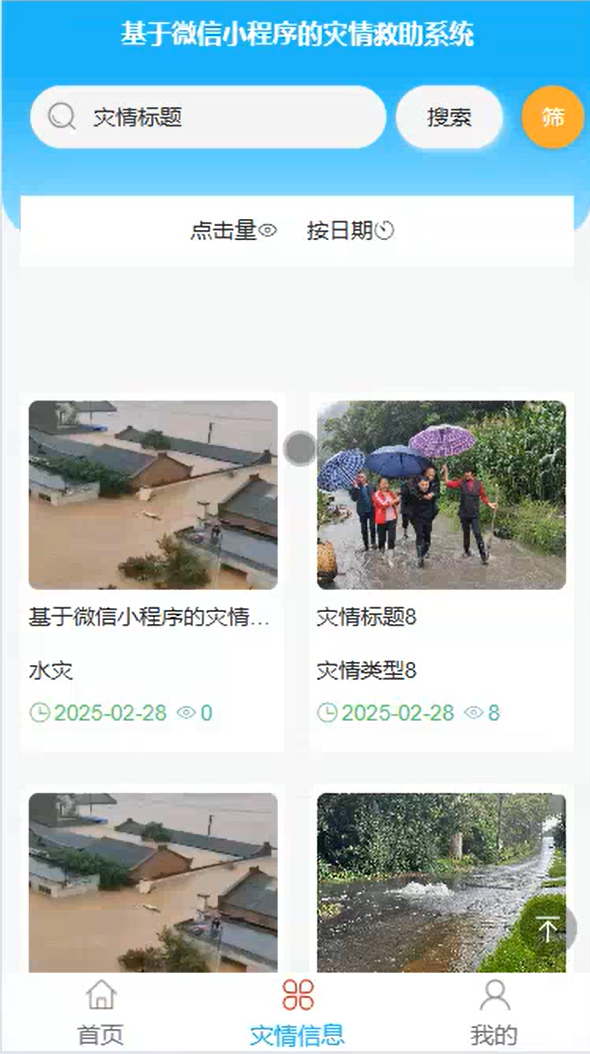 基于微信小程序的灾情救助系统
灾情标题
搜索
筛
点击量
按日期
基于微信小程序的灾情...
灾情标题8
水灾
灾情类型8
2025-02-28 0
2025-02-28 8
首页
灾情信息
我的